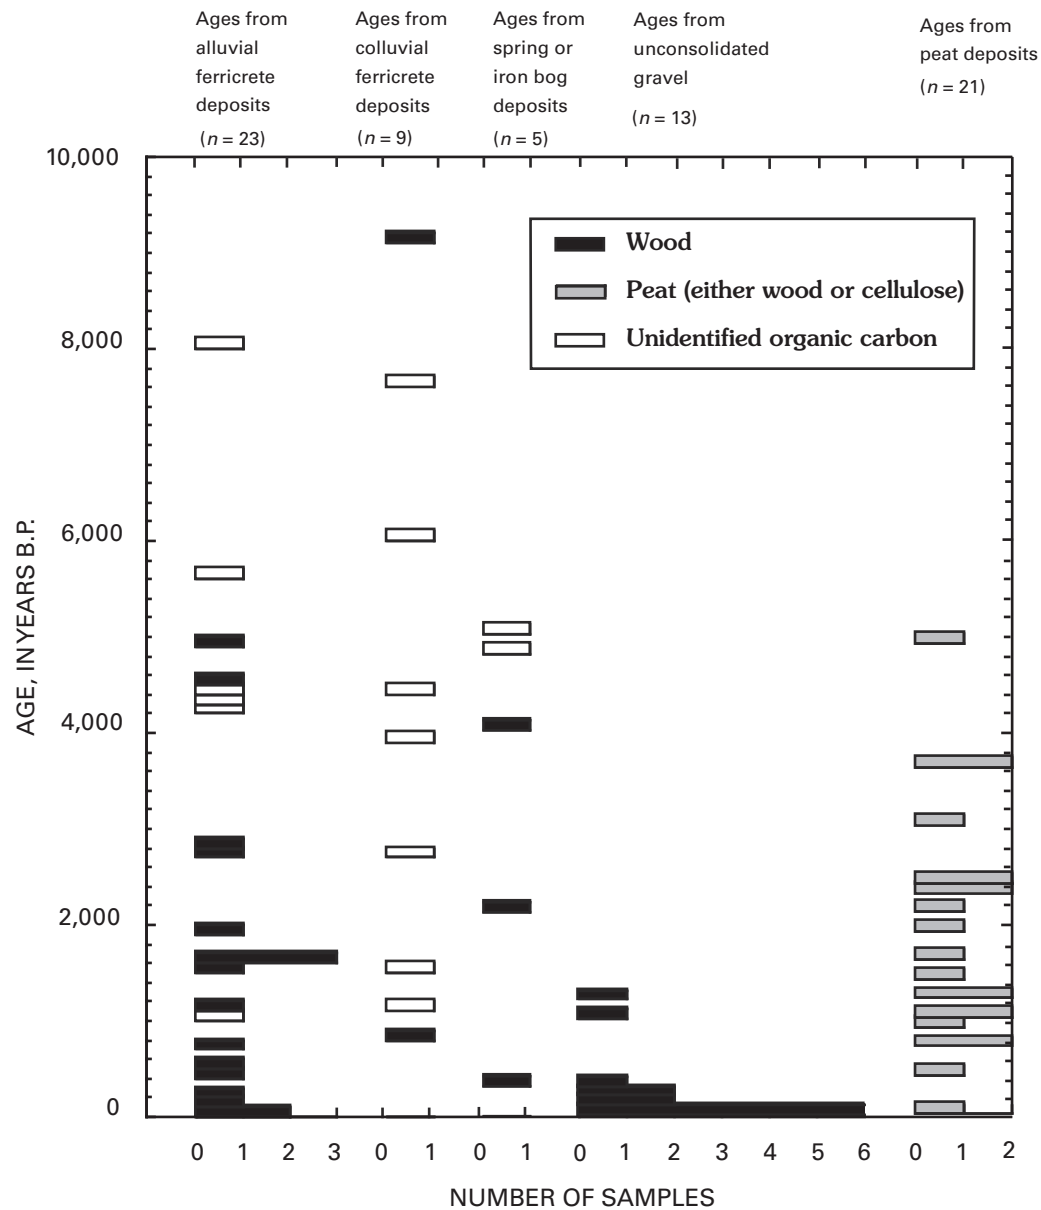 Ages from
alluvial
ferricrete
deposits
(n = 23)
Ages from
colluvial
ferricrete
deposits
(n = 9)
Ages from
spring or
iron bog
deposits
(n = 5)
Ages from
unconsolidated
gravel
(n = 13)
Ages from
peat deposits
(n = 21)
10,000
8,000
6,000
4,000
2,000
0
AGE, IN YEARS B.P.
Wood
Peat (either wood or cellulose)
Unidentified organic carbon
0 1 2 3 0 1 0 1 0 1 2 3 4 5 6 0 1 2
NUMBER OF SAMPLES